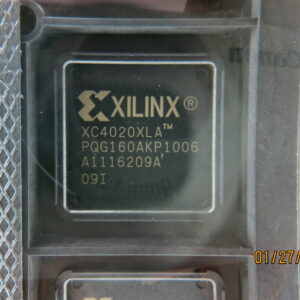 XILINX®
XC4020XLA™
PQG160AKP1006
A1116209A
09I
01/27/